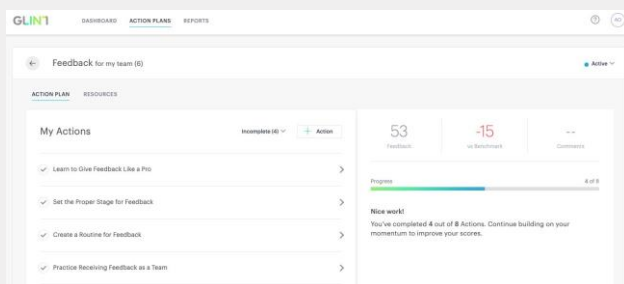 GLINT
DASHBOARD ACTION PLANS REPORTS
Feedback for my team (6)
Active
ACTION PLAN RESOURCES
My Actions
Incomplete (4)
+ Action
Learn to Give Feedback Like a Pro
Set the Proper Stage for Feedback
Create a Routine for Feedback
Practice Receiving Feedback as a Team
53
Feedback
-15
vs Benchmark
--
Comments
Progress
4 of 8
Nice work!
You've completed 4 out of 8 Actions. Continue building on your
momentum to improve your scores.